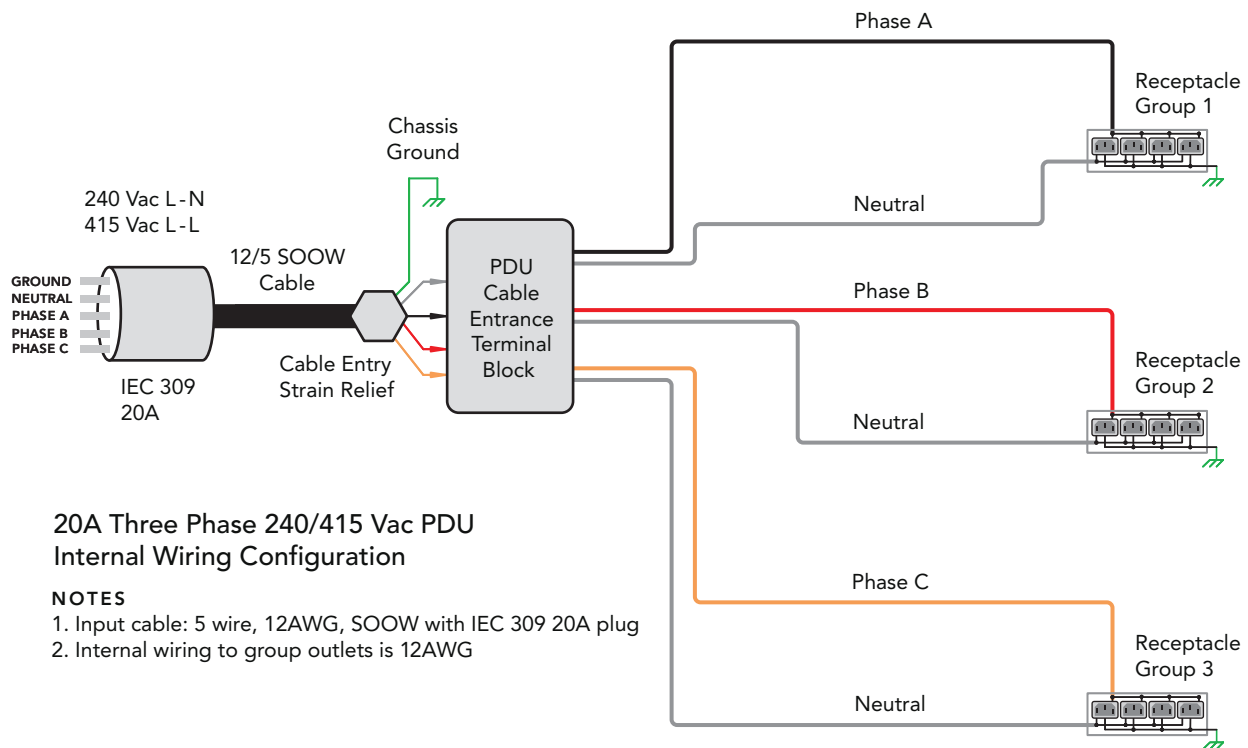 Phase A
Receptacle
Group 1
Chassis
Ground
240 Vac L-N
415 Vac L-L
Neutral
12/5 SOOW
Cable
GROUND
NEUTRAL
PHASE A
PHASE B
PHASE C
PDU
Cable
Entrance
Terminal
Block
Phase B
Cable Entry
Strain Relief
IEC 309
20A
Receptacle
Group 2
Neutral
20A Three Phase 240/415 Vac PDU
Internal Wiring Configuration
NOTES
1. Input cable: 5 wire, 12AWG, SOOW with IEC 309 20A plug
2. Internal wiring to group outlets is 12AWG
Phase C
Receptacle
Group 3
Neutral